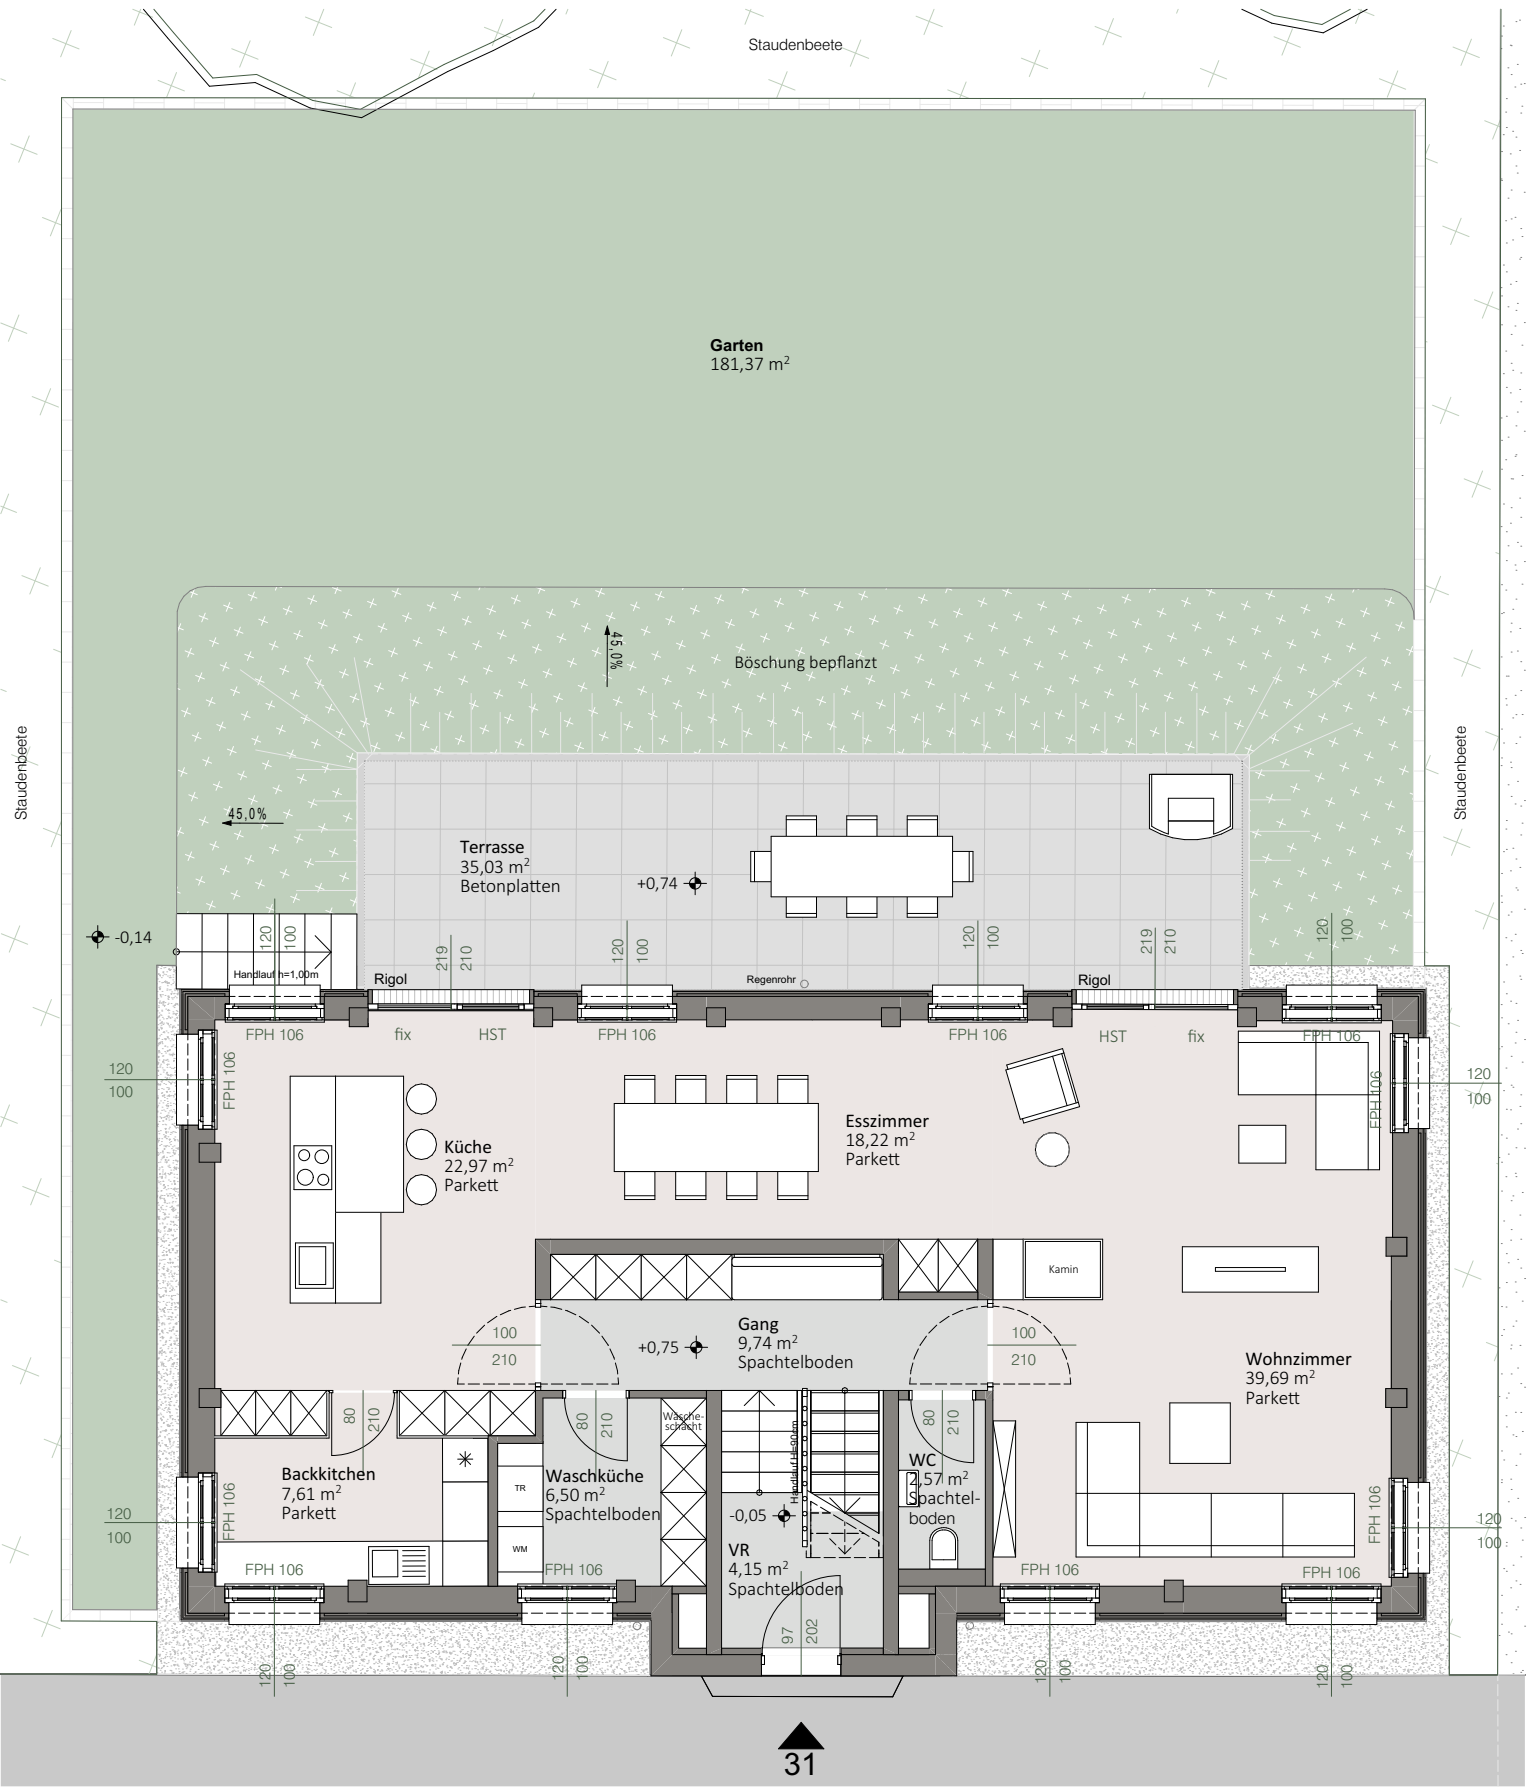 Staudenbeete
Garten
181,37 m²
45,0%
Böschung bepflanzt
Staudenbeete
Staudenbeete
45,0%
Terrasse
35,03 m²
Betonplatten
+0,74
-0,14
120
100
Handlauf h=1,00m
219
210
Rigol
120
100
Regenrohr
120
100
219
210
Rigol
120
100
FPH 106
fix
HST
FPH 106
FPH 106
HST
fix
FPH 106
120
100
FPH 106
120
100
FPH 106
Küche
22,97 m²
Parkett
Esszimmer
18,22 m²
Parkett
Kamin
100
210
+0,75
Gang
9,74 m²
Spachtelboden
100
210
Wohnzimmer
39,69 m²
Parkett
80
210
80
210
Wäsche-
schacht
Handlauf H=90cm
80
210
Backkitchen
7,61 m²
Parkett
TR
WM
Waschküche
6,50 m²
Spachtelboden
-0,05
VR
4,15 m²
Spachtelboden
WC
2,57 m²
Spachtel-
boden
120
100
FPH 106
120
100
FPH 106
FPH 106
FPH 106
FPH 106
FPH 106
97
202
120
100
120
100
120
100
120
100
31